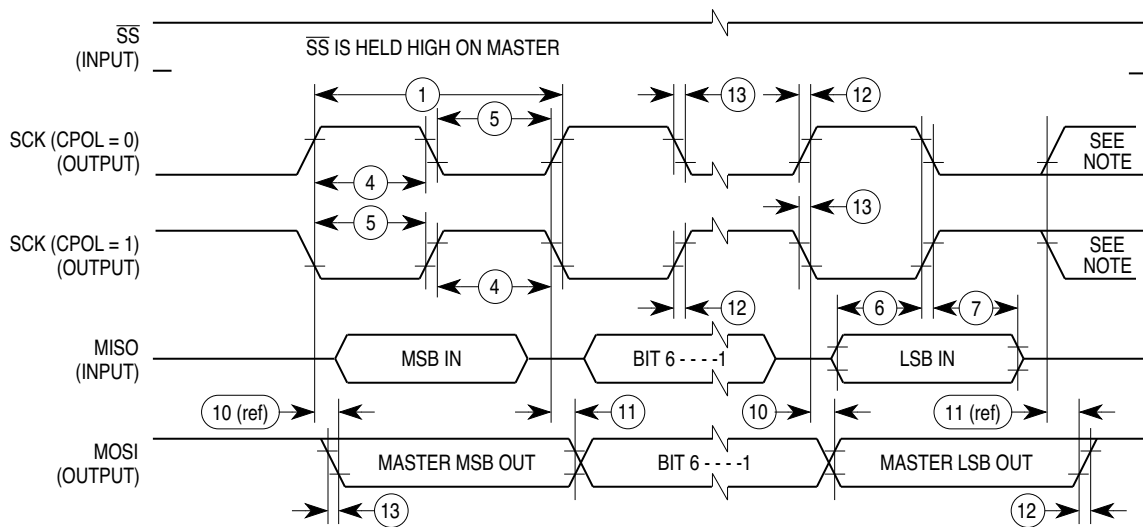 SS
(INPUT)
SS IS HELD HIGH ON MASTER
1
13
12
5
SCK (CPOL = 0)
(OUTPUT)
SEE
NOTE
4
5
13
SCK (CPOL = 1)
(OUTPUT)
SEE
NOTE
4
12
6
7
MISO
(INPUT)
MSB IN
BIT 6 - - - -1
LSB IN
10 (ref)
11
10
11 (ref)
MOSI
(OUTPUT)
MASTER MSB OUT
BIT 6 - - - -1
MASTER LSB OUT
13
12